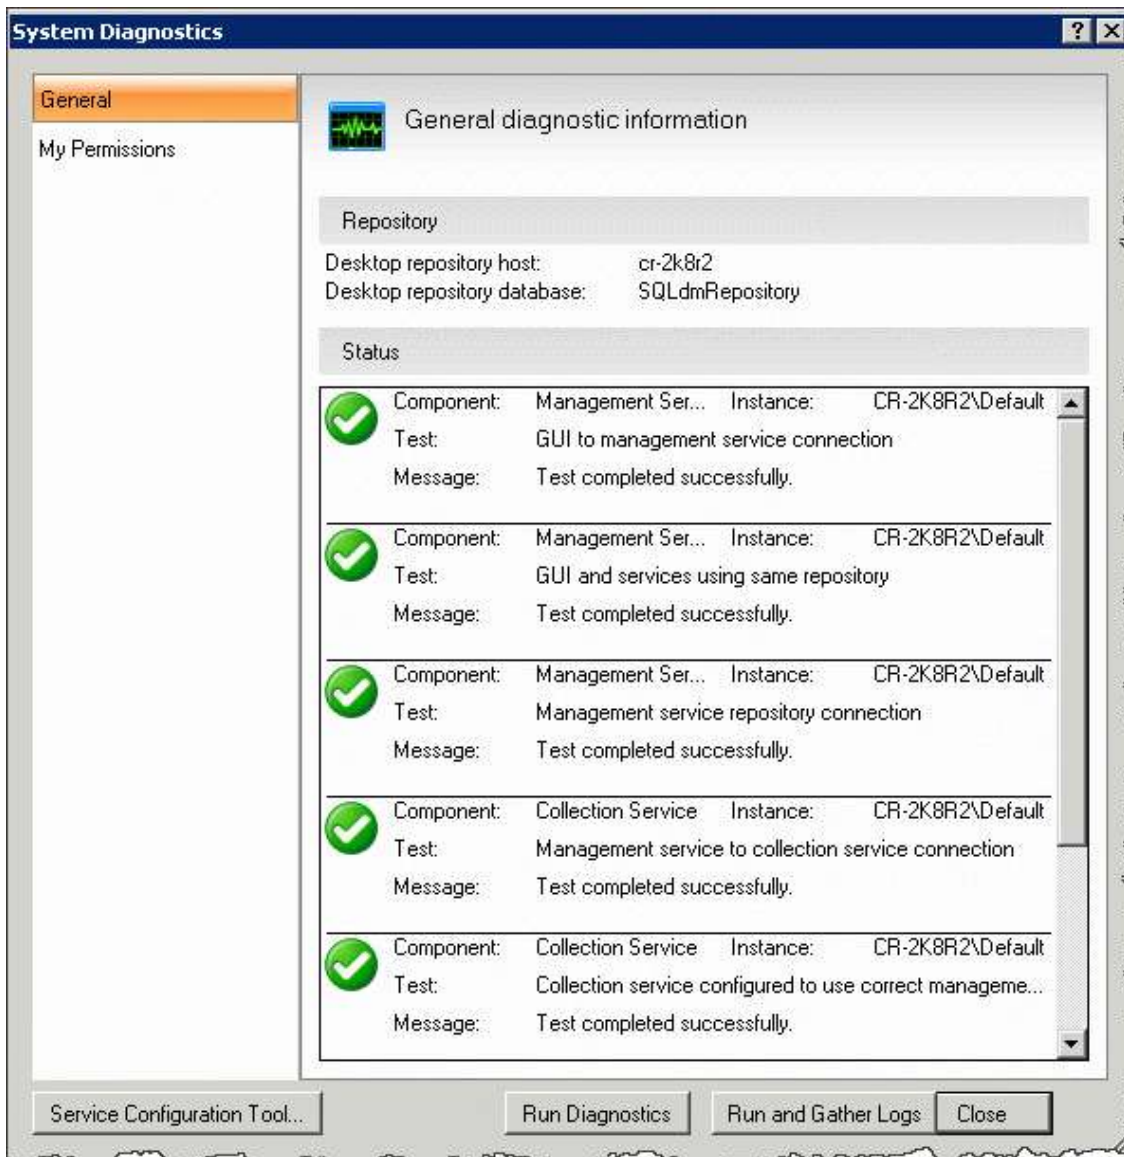 System Diagnostics
General
My Permissions
General diagnostic information
Repository
Desktop repository host: cr-2k8r2
Desktop repository database: SQLdmRepository
Status
Component: Management Ser... Instance: CR-2K8R2\Default
Test: GUI to management service connection
Message: Test completed successfully.
Component: Management Ser... Instance: CR-2K8R2\Default
Test: GUI and services using same repository
Message: Test completed successfully.
Component: Management Ser... Instance: CR-2K8R2\Default
Test: Management service repository connection
Message: Test completed successfully.
Component: Collection Service Instance: CR-2K8R2\Default
Test: Management service to collection service connection
Message: Test completed successfully.
Component: Collection Service Instance: CR-2K8R2\Default
Test: Collection service configured to use correct manageme...
Message: Test completed successfully.
Service Configuration Tool... Run Diagnostics Run and Gather Logs Close